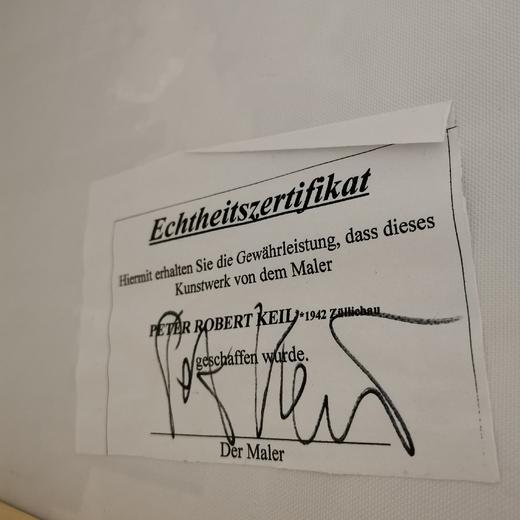 Echtheitszertifikat
Hiermit erhalten Sie die Gewährleistung, dass dieses
Kunstwerk von dem Maler
PETER ROBERT KEIL *1942 Züllichau
geschaffen wurde.
Der Maler